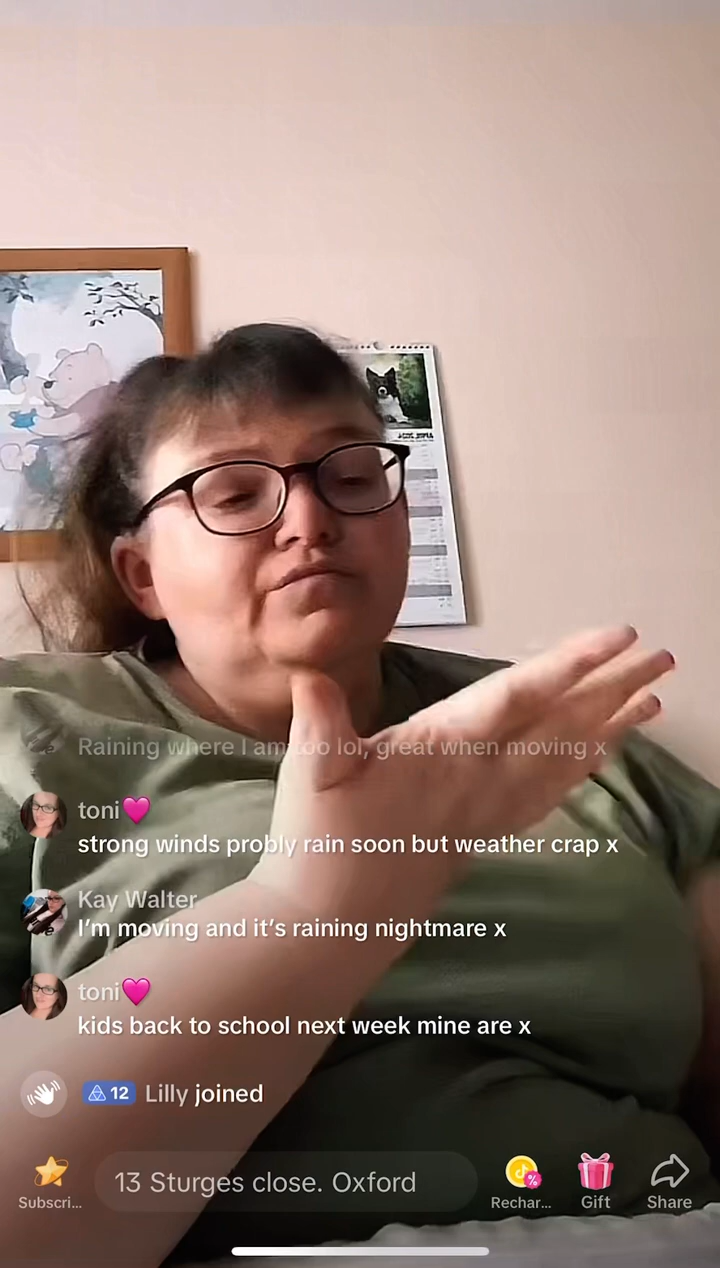 Raining where I am too lol, great when moving x
toni🩷
strong winds probly rain soon but weather crap x
Kay Walter
I'm moving and it's raining nightmare x
toni🩷
kids back to school next week mine are x
12 Lilly joined
Subscri...
13 Sturges close. Oxford
Rechar...
Gift
Share